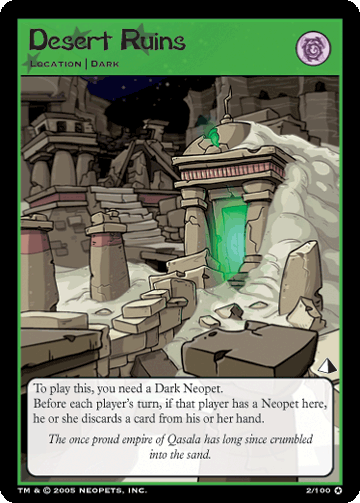 Desert Ruins
Location | Dark
To play this, you need a Dark Neopet.
Before each player's turn, if that player has a Neopet here,
he or she discards a card from his or her hand.
The once proud empire of Qasala has long since crumbled
into the sand.
TM & © 2005 NEOPETS, INC.
2/100